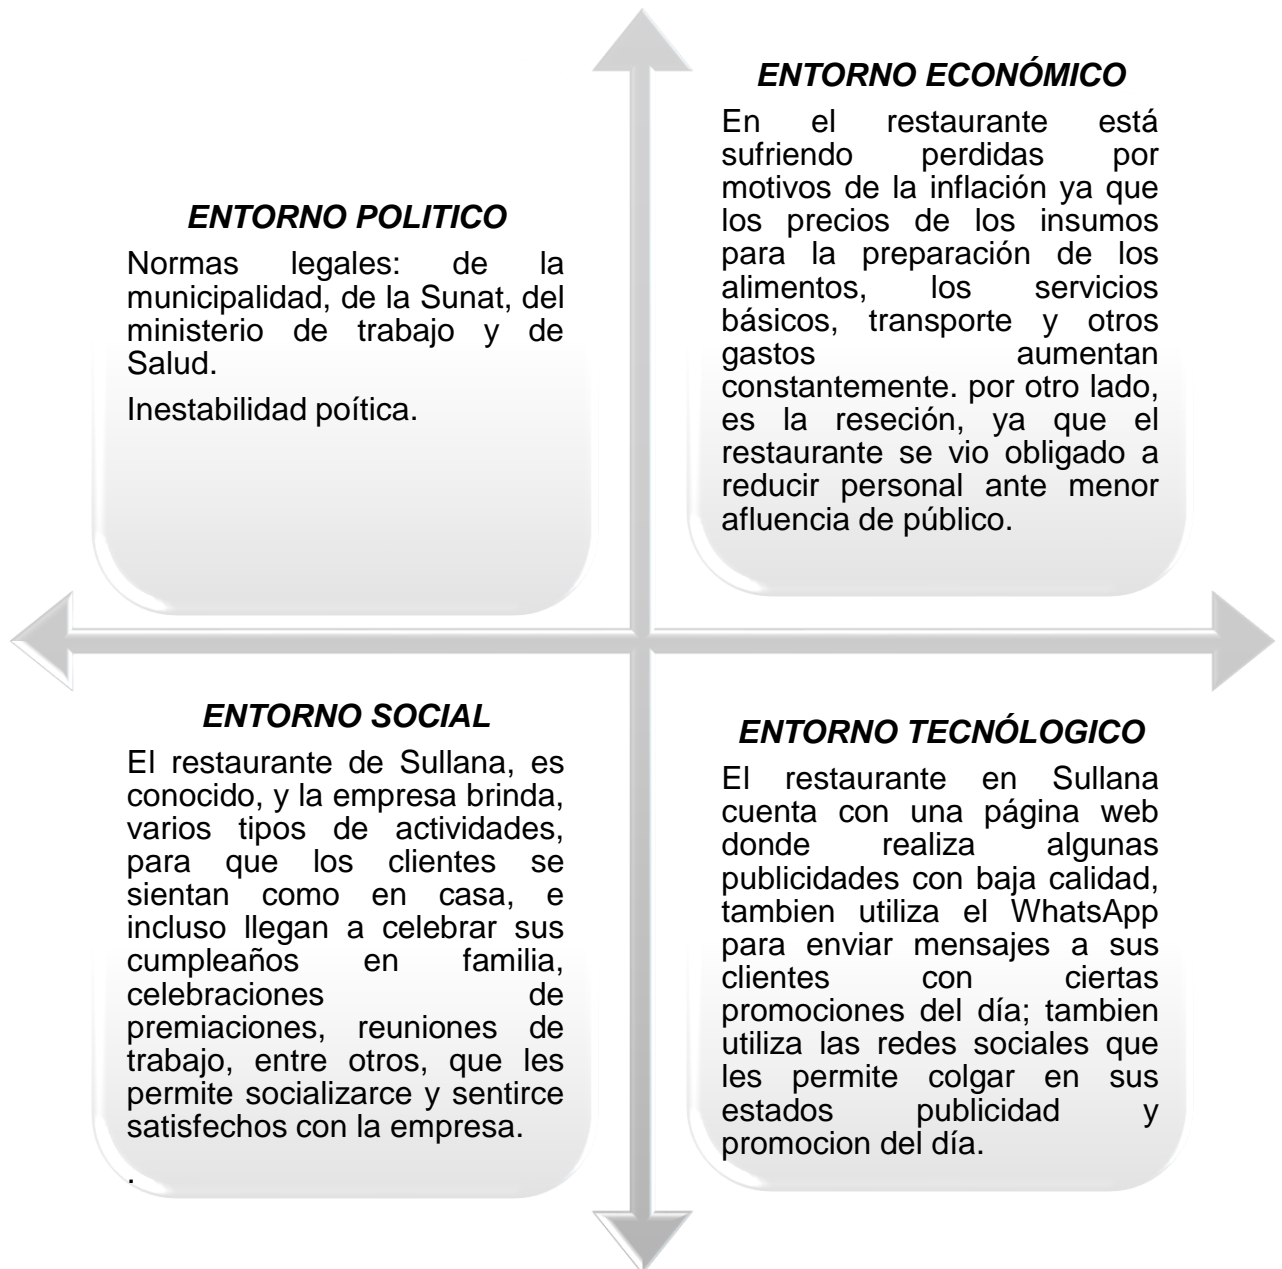 ENTORNO POLITICO
Normas legales: de la
municipalidad, de la Sunat, del
ministerio de trabajo y de
Salud.
Inestabilidad poítica.
ENTORNO ECONÓMICO
En el restaurante está
sufriendo perdidas por
motivos de la inflación ya que
los precios de los insumos
para la preparación de los
alimentos, los servicios
básicos, transporte y otros
gastos aumentan
constantemente. por otro lado,
es la reseción, ya que el
restaurante se vio obligado a
reducir personal ante menor
afluencia de público.
ENTORNO SOCIAL
El restaurante de Sullana, es
conocido, y la empresa brinda,
varios tipos de actividades,
para que los clientes se
sientan como en casa, e
incluso llegan a celebrar sus
cumpleaños en familia,
celebraciones de
premiaciones, reuniones de
trabajo, entre otros, que les
permite socializarce y sentirce
satisfechos con la empresa.
.
ENTORNO TECNÓLOGICO
El restaurante en Sullana
cuenta con una página web
donde realiza algunas
publicidades con baja calidad,
tambien utiliza el WhatsApp
para enviar mensajes a sus
clientes con ciertas
promociones del día; tambien
utiliza las redes sociales que
les permite colgar en sus
estados publicidad y
promocion del día.